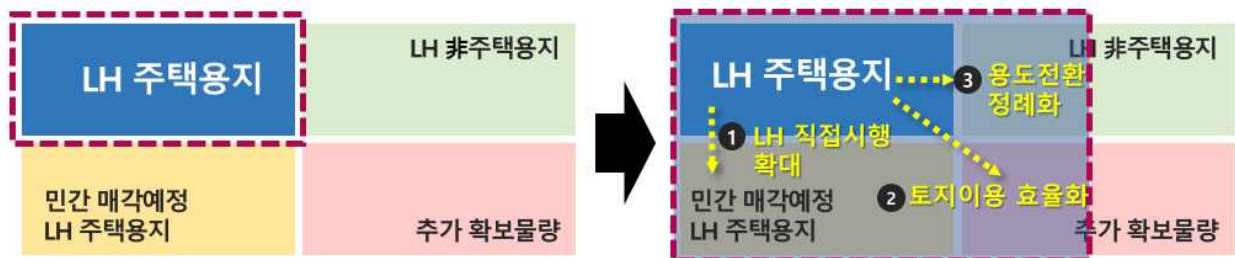 LH 주택용지
LH 非주택용지
민간 매각예정
LH 주택용지
추가 확보물량
LH 주택용지
LH 非주택용지
3 용도전환
정례화
1 LH 직접시행
확대
2 토지이용 효율화
민간 매각예정
LH 주택용지
추가 확보물량